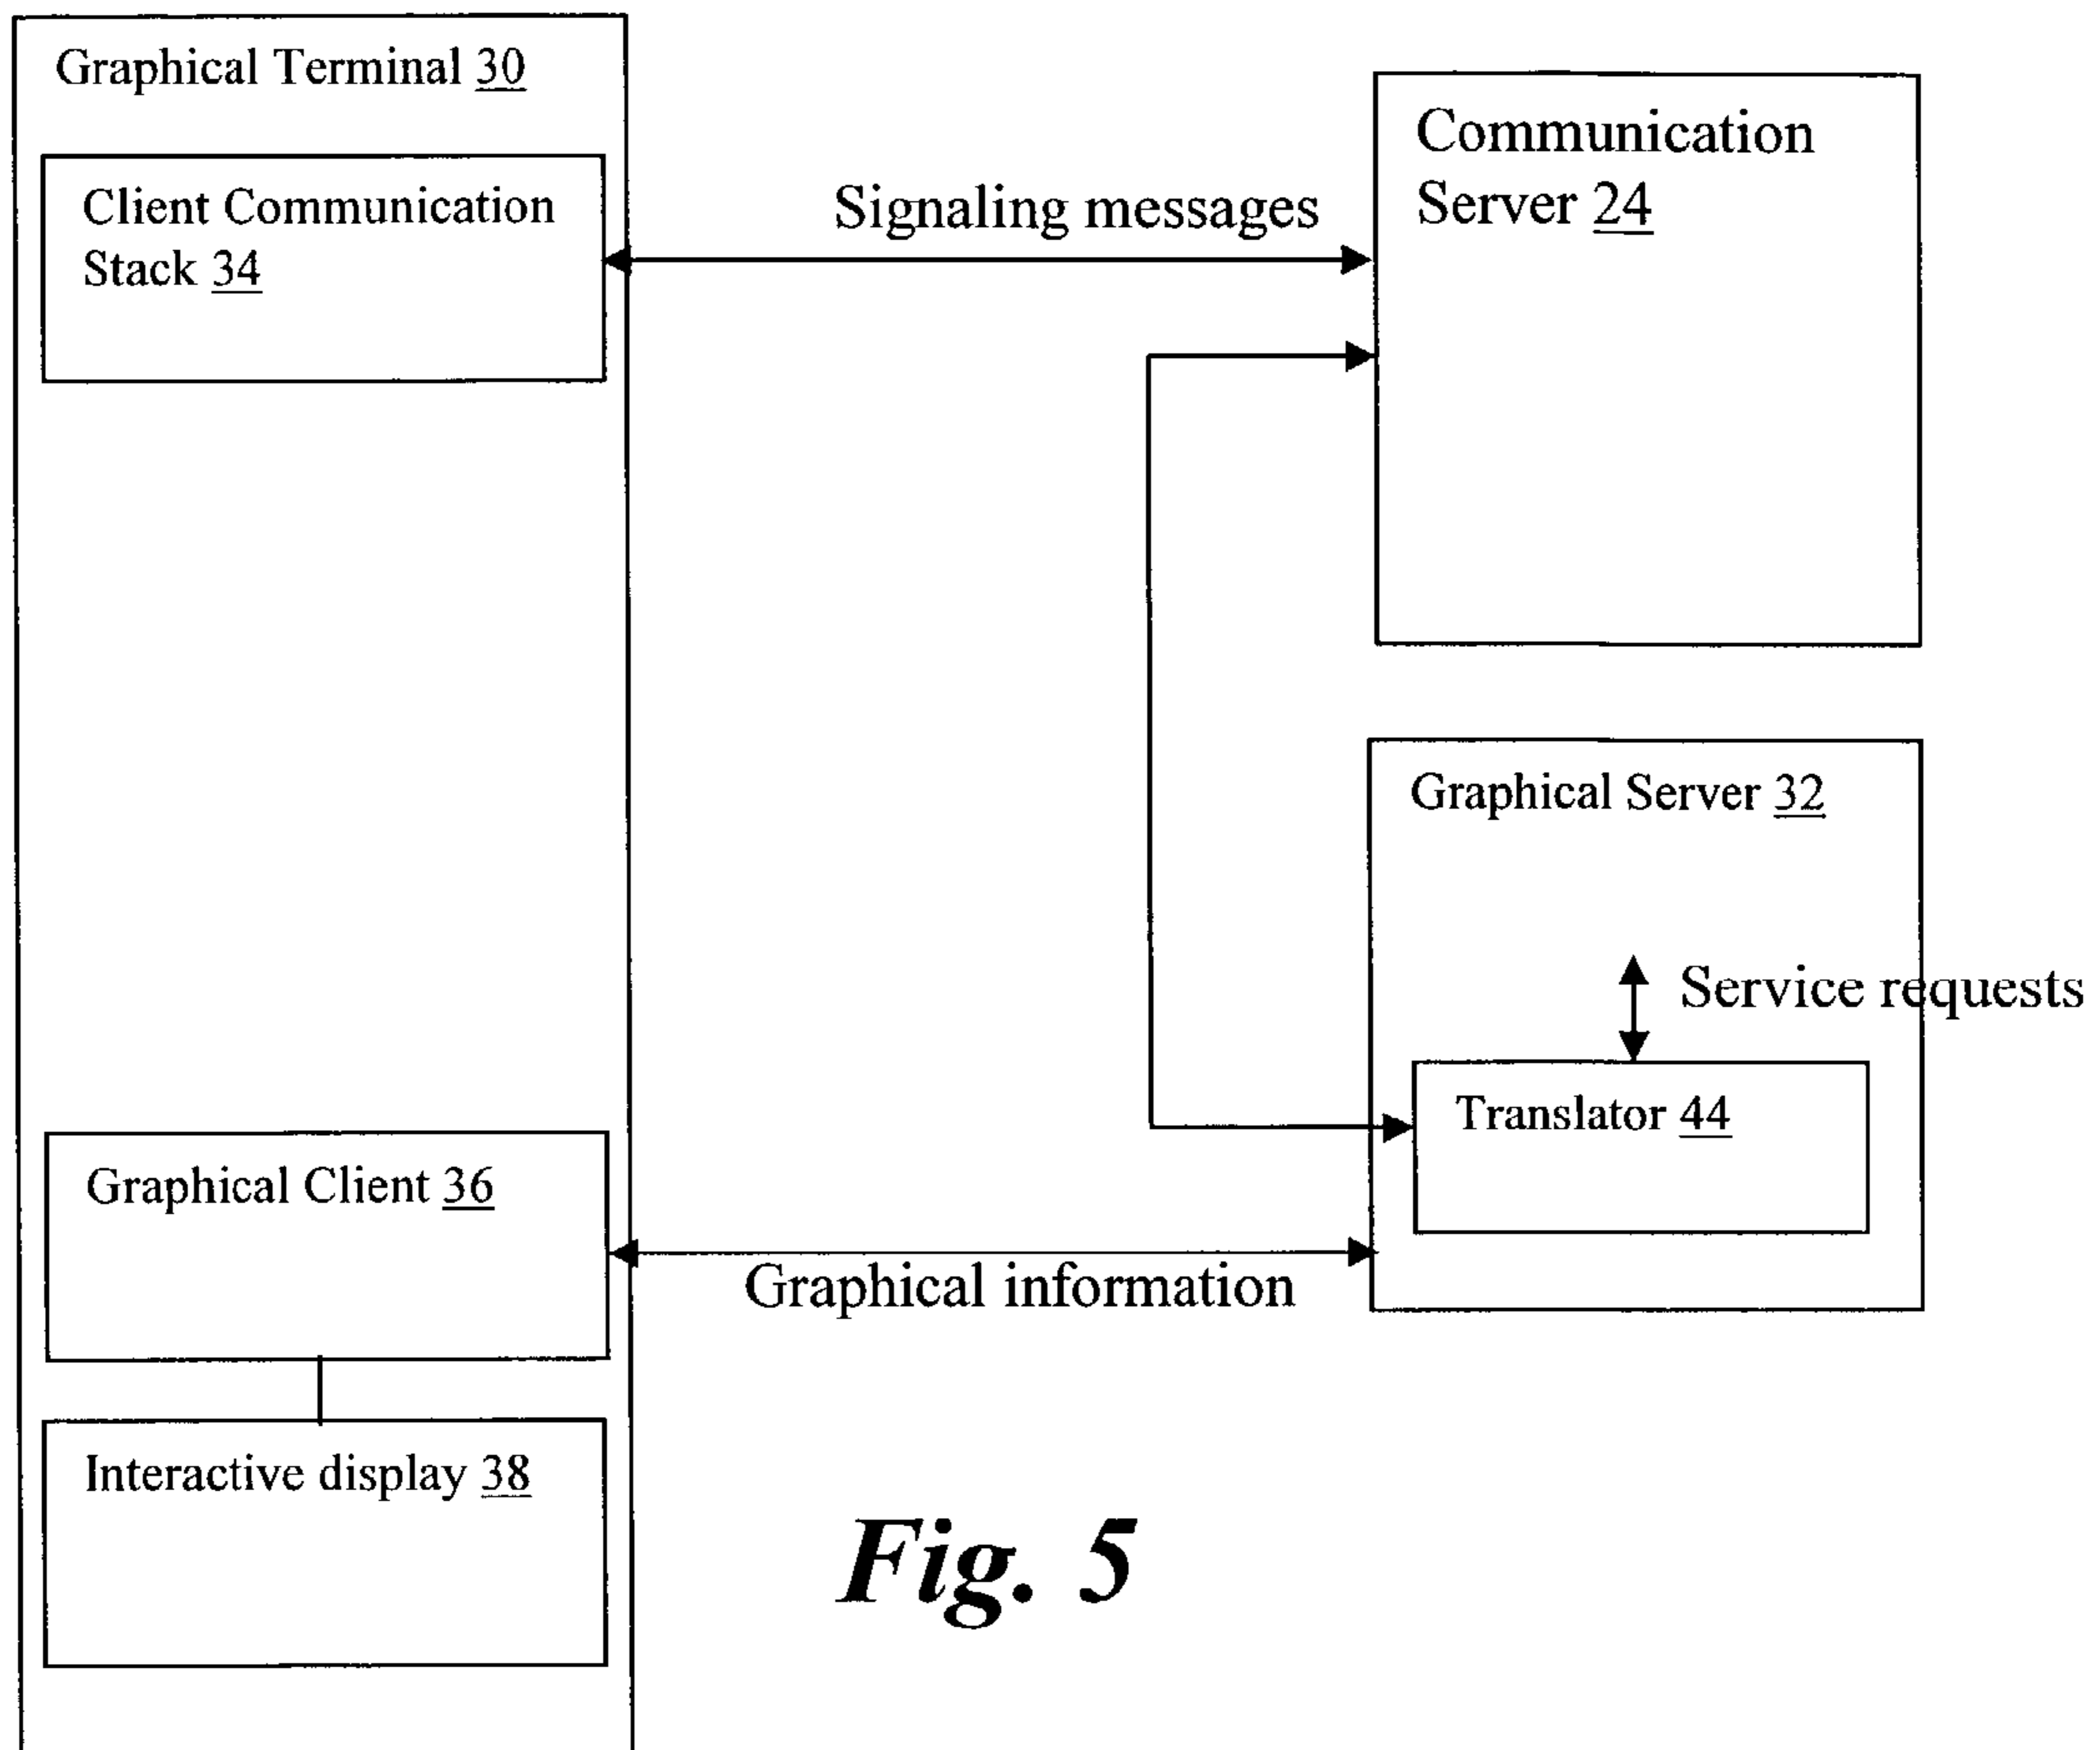 Graphical Terminal 30
Client Communication
Stack 34
Signaling messages
Communication
Server 24
Graphical Server 32
Service requests
Translator 44
Graphical Client 36
Graphical information
Interactive display 38
Fig. 5